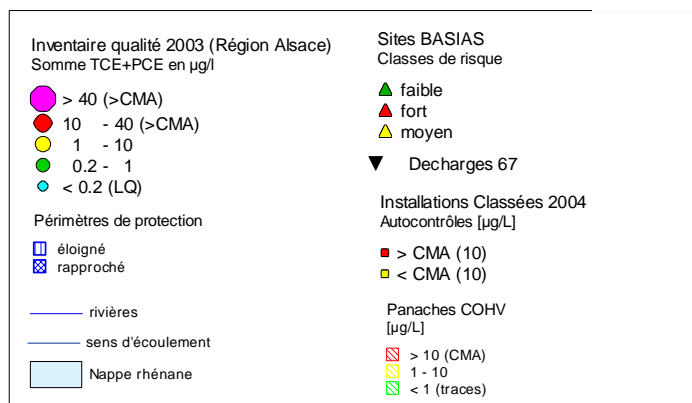 Inventaire qualité 2003 (Région Alsace)
Somme TCE+PCE en µg/l
> 40 (>CMA)
10 - 40 (>CMA)
1 - 10
0.2 - 1
< 0.2 (LQ)
Périmètres de protection
éloigné
rapproché
rivières
sens d'écoulement
Nappe rhénane
Sites BASIAS
Classes de risque
faible
fort
moyen
Decharges 67
Installations Classées 2004
Autocontrôles [µg/L]
> CMA (10)
< CMA (10)
Panaches COHV
[µg/L]
> 10 (CMA)
1 - 10
< 1 (traces)